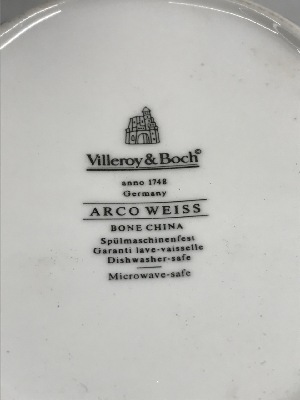 Villeroy & Boch©
anno 1748
Germany
ARCO WEISS
BONE CHINA
Spülmaschinenfest
Garanti lave-vaisselle
Dishwasher-safe
Microwave-safe